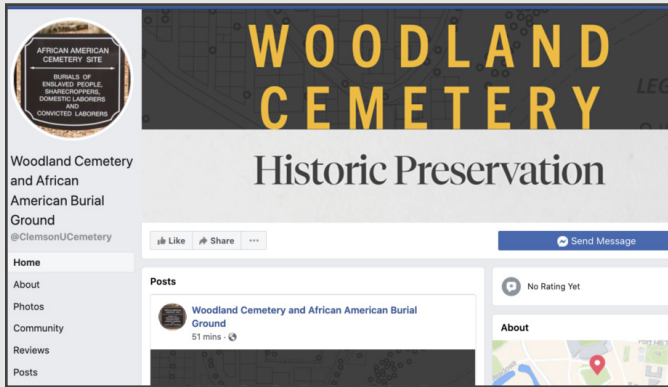 AFRICAN AMERICAN
CEMETERY SITE
BURIALS OF
ENSLAVED PEOPLE,
SHARECROPPERS,
DOMESTIC LABORERS
AND
CONVICTED LABORERS
WOODLAND
CEMETERY
LEG
Historic Preservation
Woodland Cemetery
and African
American Burial
Ground
@ClemsonUCemetery
Like
Share
Send Message
Home
About
Photos
Community
Reviews
Posts
Posts
Woodland Cemetery and African American Burial
Ground
51 mins ·
No Rating Yet
About